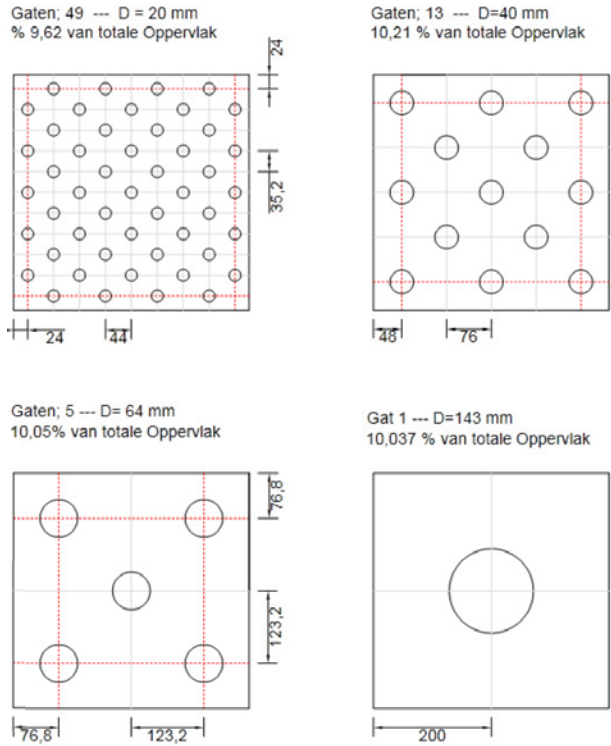 Gaten; 49 --- D = 20 mm
% 9,62 van totale Oppervlak
24
35,2
24
44
Gaten; 13 --- D=40 mm
10,21 % van totale Oppervlak
48
76
Gaten; 5 --- D= 64 mm
10,05% van totale Oppervlak
76,8
123,2
76,8
123,2
Gat 1 --- D=143 mm
10,037 % van totale Oppervlak
200